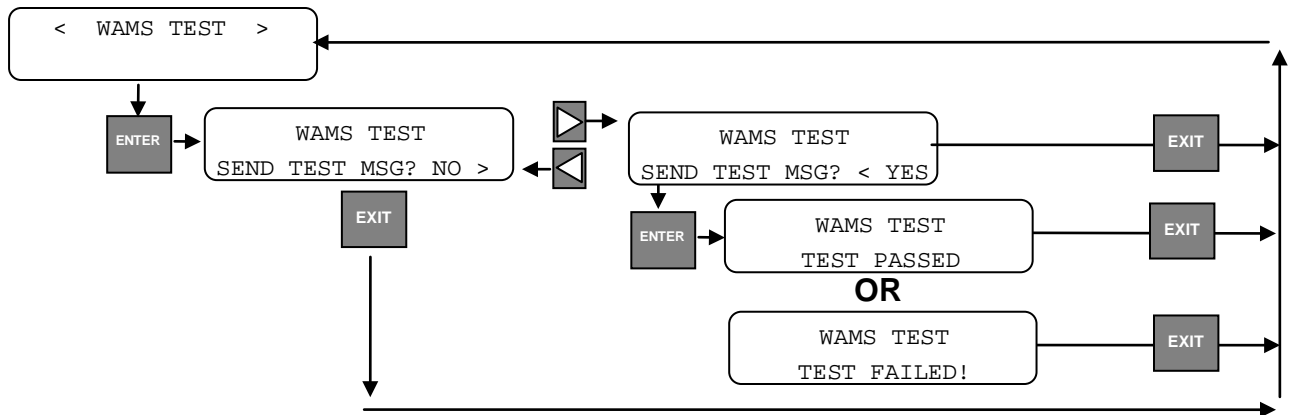 < WAMS TEST >
ENTER
WAMS TEST
SEND TEST MSG? NO >
EXIT
WAMS TEST
SEND TEST MSG? < YES
EXIT
ENTER
WAMS TEST
TEST PASSED
EXIT
OR
WAMS TEST
TEST FAILED!
EXIT